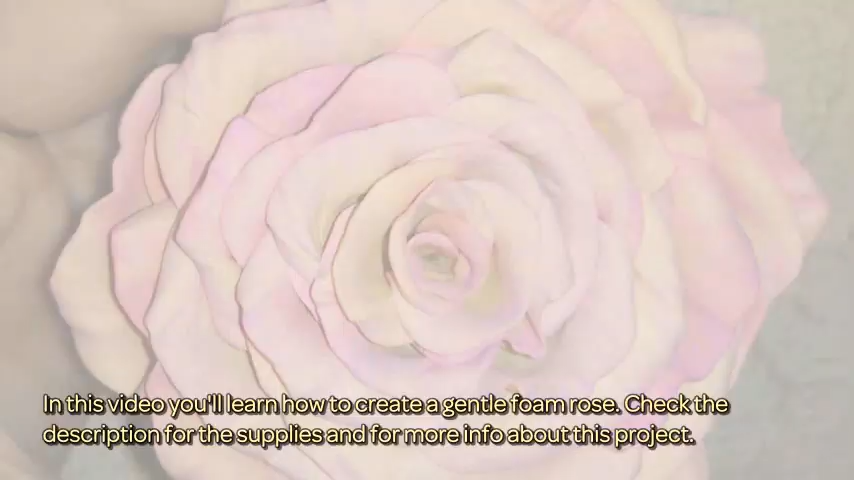 In this video you'll learn how to create a gentle foam rose. Check the
description for the supplies and for more info about this project.